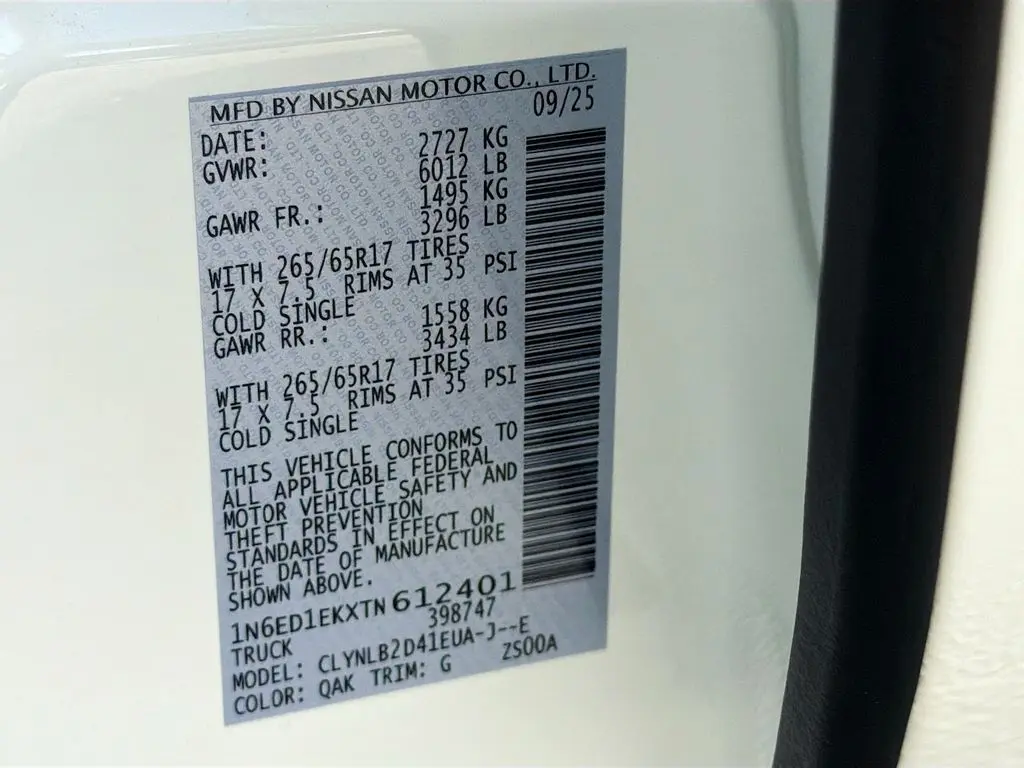 MFD BY NISSAN MOTOR CO., LTD.
DATE: 09/25
GVWR: 2727 KG
6012 LB
GAWR FR.: 1495 KG
3296 LB
WITH 265/65R17 TIRES
17 X 7.5 RIMS AT 35 PSI
COLD SINGLE
GAWR RR.: 1558 KG
3434 LB
WITH 265/65R17 TIRES
17 X 7.5 RIMS AT 35 PSI
COLD SINGLE
THIS VEHICLE CONFORMS TO
ALL APPLICABLE FEDERAL
MOTOR VEHICLE SAFETY AND
THEFT PREVENTION
STANDARDS IN EFFECT ON
THE DATE OF MANUFACTURE
SHOWN ABOVE.
1N6ED1EKXTN612401
TRUCK 398747
MODEL: CLYNLB2D41EUA-J--E
COLOR: QAK TRIM: G ZS00A